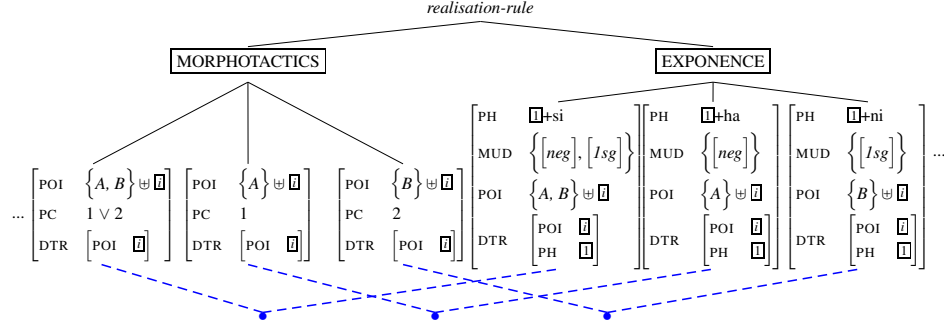 realisation-rule
MORPHOTACTICS EXPONENCE
PH 1+si PH 1+ha PH 1+ni
MUD {[neg], [1sg]} MUD {[neg]} MUD {[1sg]}
...
POI {A, B} ⊎ i POI {A} ⊎ i POI {B} ⊎ i POI {A, B} ⊎ i POI {A} ⊎ i POI {B} ⊎ i
... PC 1 ∨ 2 PC 1 PC 2
DTR [POI i] DTR [POI i] DTR [POI i] DTR [POI i DTR [POI i DTR [POI i
PH 1] PH 1] PH 1]